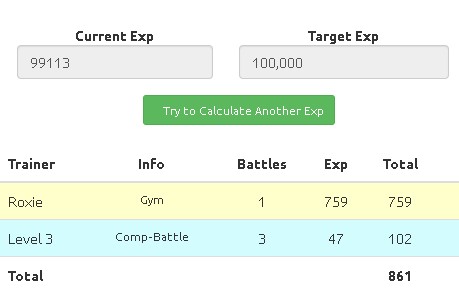 Current Exp Target Exp
99113 100,000
Try to Calculate Another Exp
Trainer Info Battles Exp Total
Roxie Gym 1 759 759
Level 3 Comp-Battle 3 47 102
Total 861